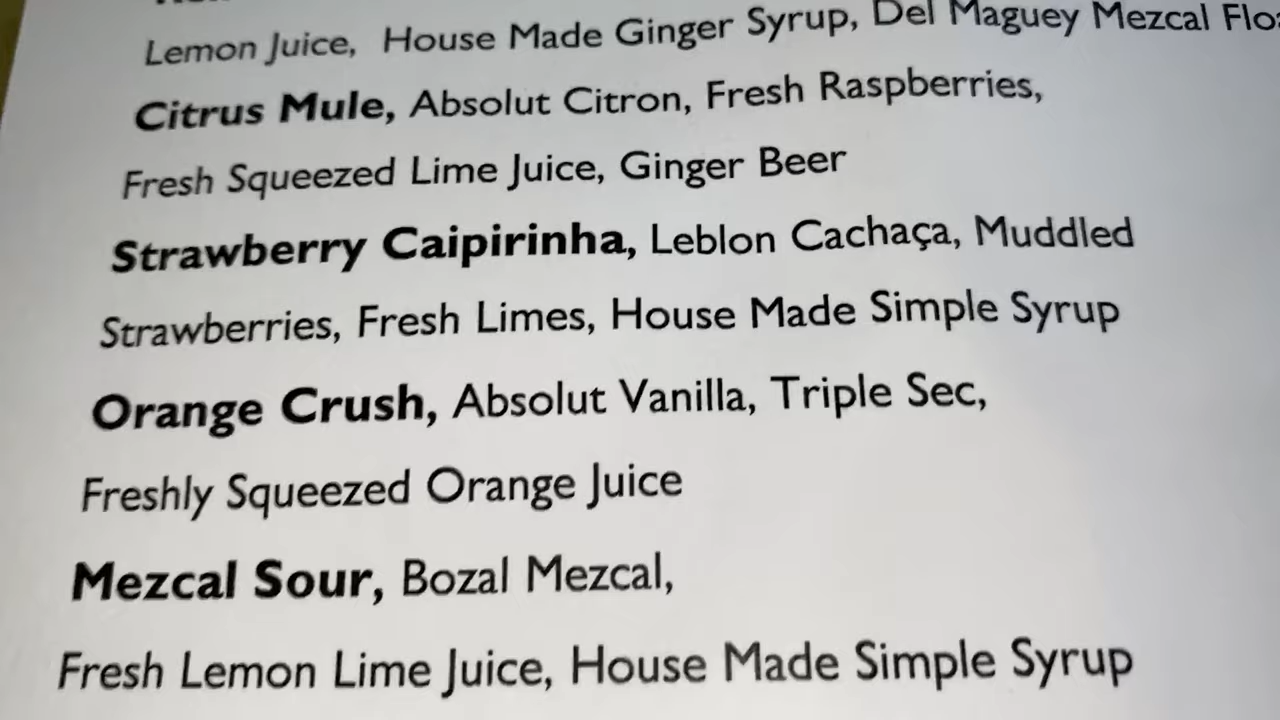 Lemon Juice, House Made Ginger Syrup, Del Maguey Mezcal
Citrus Mule, Absolut Citron, Fresh Raspberries,
Fresh Squeezed Lime Juice, Ginger Beer
Strawberry Caipirinha, Leblon Cachaça, Muddled
Strawberries, Fresh Limes, House Made Simple Syrup
Orange Crush, Absolut Vanilla, Triple Sec,
Freshly Squeezed Orange Juice
Mezcal Sour, Bozal Mezcal,
Fresh Lemon Lime Juice, House Made Simple Syrup